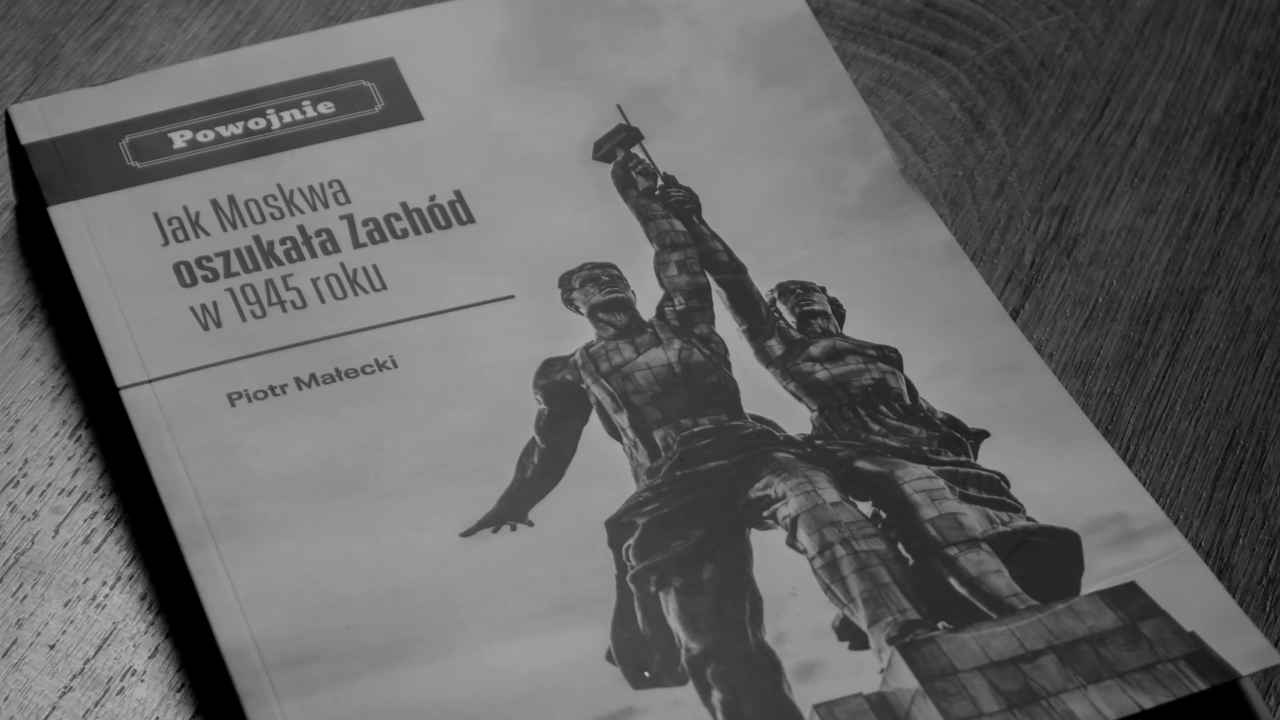 Powojnie
Jak Moskwa
oszukała Zachód
w 1945 roku
Piotr Małecki